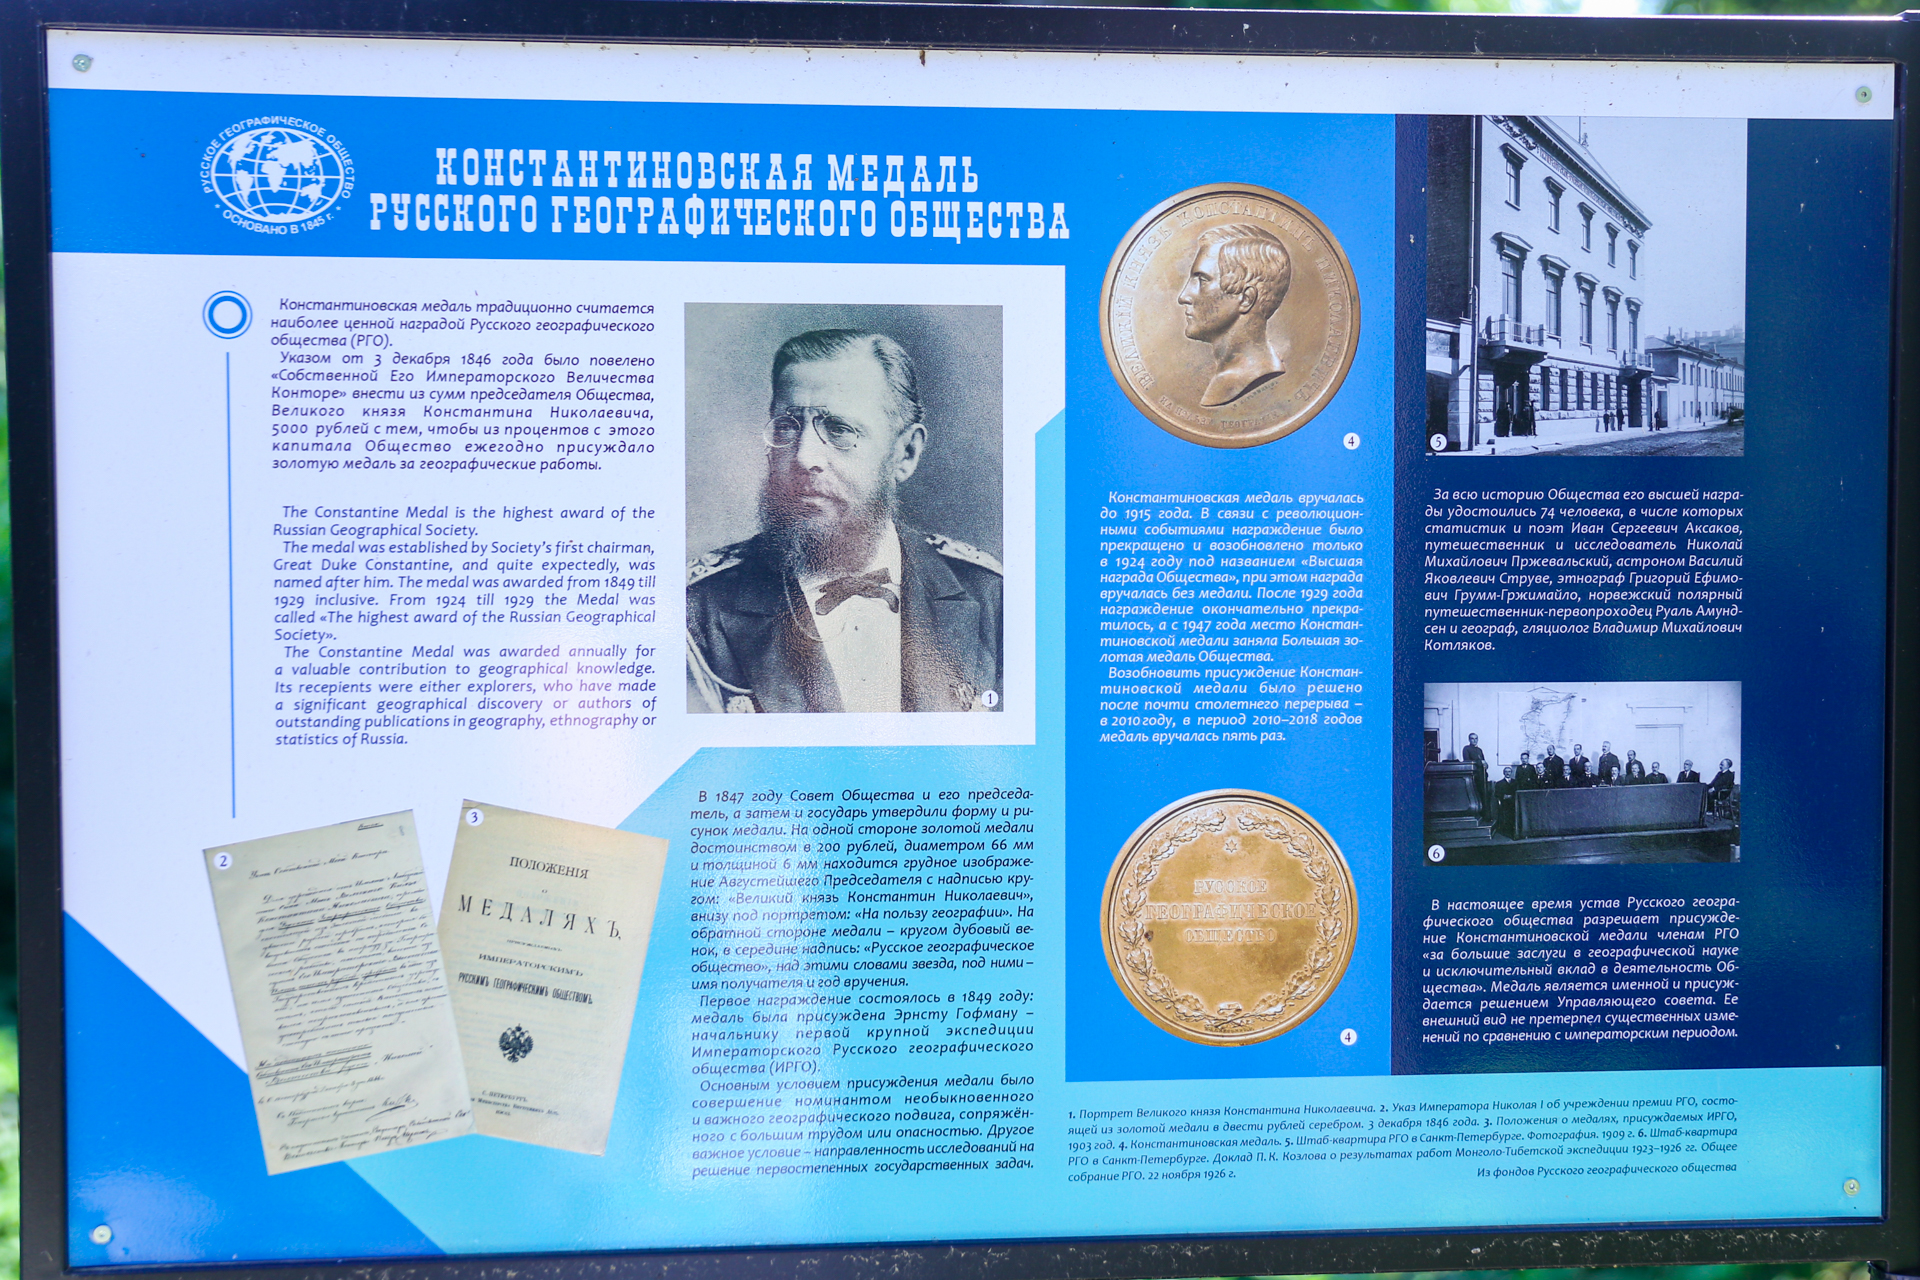 РУССКОЕ ГЕОГРАФИЧЕСКОЕ ОБЩЕСТВО
• ОСНОВАНО В 1845 г. •
КОНСТАНТИНОВСКАЯ МЕДАЛЬ
РУССКОГО ГЕОГРАФИЧЕСКОГО ОБЩЕСТВА
Константиновская медаль традиционно считается
наиболее ценной наградой Русского географического
общества (РГО).
Указом от 3 декабря 1846 года было повелено
«Собственной Его Императорского Величества
Конторе» внести из сумм председателя Общества,
Великого князя Константина Николаевича,
5000 рублей с тем, чтобы из процентов с этого
капитала Общество ежегодно присуждало
золотую медаль за географические работы.
The Constantine Medal is the highest award of the
Russian Geographical Society.
The medal was established by Society's first chairman,
Great Duke Constantine, and quite expectedly, was
named after him. The medal was awarded from 1849 till
1929 inclusive. From 1924 till 1929 the Medal was
called «The highest award of the Russian Geographical
Society».
The Constantine Medal was awarded annually for
a valuable contribution to geographical knowledge.
Its recepients were either explorers, who have made
a significant geographical discovery or authors of
outstanding publications in geography, ethnography or
statistics of Russia.
1
2
3
ПОЛОЖЕНІЯ
о
МЕДАЛЯХЪ,
ИМПЕРАТОРСКИМЪ
РУССКИМЪ ГЕОГРАФИЧЕСКИМЪ ОБЩЕСТВОМЪ.
С.-ПЕТЕРБУРГЪ.
В 1847 году Совет Общества и его председа-
тель, а затем и государь утвердили форму и ри-
сунок медали. На одной стороне золотой медали
достоинством в 200 рублей, диаметром 66 мм
и толщиной 6 мм находится грудное изображе-
ние Августейшего Председателя с надписью кру-
гом: «Великий князь Константин Николаевич»,
внизу под портретом: «На пользу географии». На
обратной стороне медали – кругом дубовый ве-
нок, в середине надпись: «Русское географическое
общество», над этими словами звезда, под ними –
имя получателя и год вручения.
Первое награждение состоялось в 1849 году:
медаль была присуждена Эрнсту Гофману –
начальнику первой крупной экспедиции
Императорского Русского географического
общества (ИРГО).
Основным условием присуждения медали было
совершение номинантом необыкновенного
и важного географического подвига, сопряжён-
ного с большим трудом или опасностью. Другое
важное условие – направленность исследований на
решение первостепенных государственных задач.
ВЕЛИКІЙ КНЯЗЬ КОНСТАНТИНЪ НИКОЛАЕВИЧЪ
4
Константиновская медаль вручалась
до 1915 года. В связи с революцион-
ными событиями награждение было
прекращено и возобновлено только
в 1924 году под названием «Высшая
награда Общества», при этом награда
вручалась без медали. После 1929 года
награждение окончательно прекра-
тилось, а с 1947 года место Констан-
тиновской медали заняла Большая зо-
лотая медаль Общества.
Возобновить присуждение Констан-
тиновской медали было решено
после почти столетнего перерыва –
в 2010 году, в период 2010–2018 годов
медаль вручалась пять раз.
РУССКОЕ
ГЕОГРАФИЧЕСКОЕ
ОБЩЕСТВО
4
5
За всю историю Общества его высшей награ-
ды удостоились 74 человека, в числе которых
статистик и поэт Иван Сергеевич Аксаков,
путешественник и исследователь Николай
Михайлович Пржевальский, астроном Василий
Яковлевич Струве, этнограф Григорий Ефимо-
вич Грумм-Гржимайло, норвежский полярный
путешественник-первопроходец Руаль Амунд-
сен и географ, гляциолог Владимир Михайлович
Котляков.
6
В настоящее время устав Русского геогра-
фического общества разрешает присужде-
ние Константиновской медали членам РГО
«за большие заслуги в географической науке
и исключительный вклад в деятельность Об-
щества». Медаль является именной и присуж-
дается решением Управляющего совета. Ее
внешний вид не претерпел существенных изме-
нений по сравнению с императорским периодом.
1. Портрет Великого князя Константина Николаевича. 2. Указ Императора Николая I об учреждении премии РГО, состо-
ящей из золотой медали в двести рублей серебром. 3 декабря 1846 года. 3. Положения о медалях, присуждаемых ИРГО,
1903 год. 4. Константиновская медаль. 5. Штаб-квартира РГО в Санкт-Петербурге. Фотография. 1909 г. 6. Штаб-квартира
РГО в Санкт-Петербурге. Доклад П. К. Козлова о результатах работ Монголо-Тибетской экспедиции 1923–1926 гг. Общее
собрание РГО. 22 ноября 1926 г.
Из фондов Русского географического общества